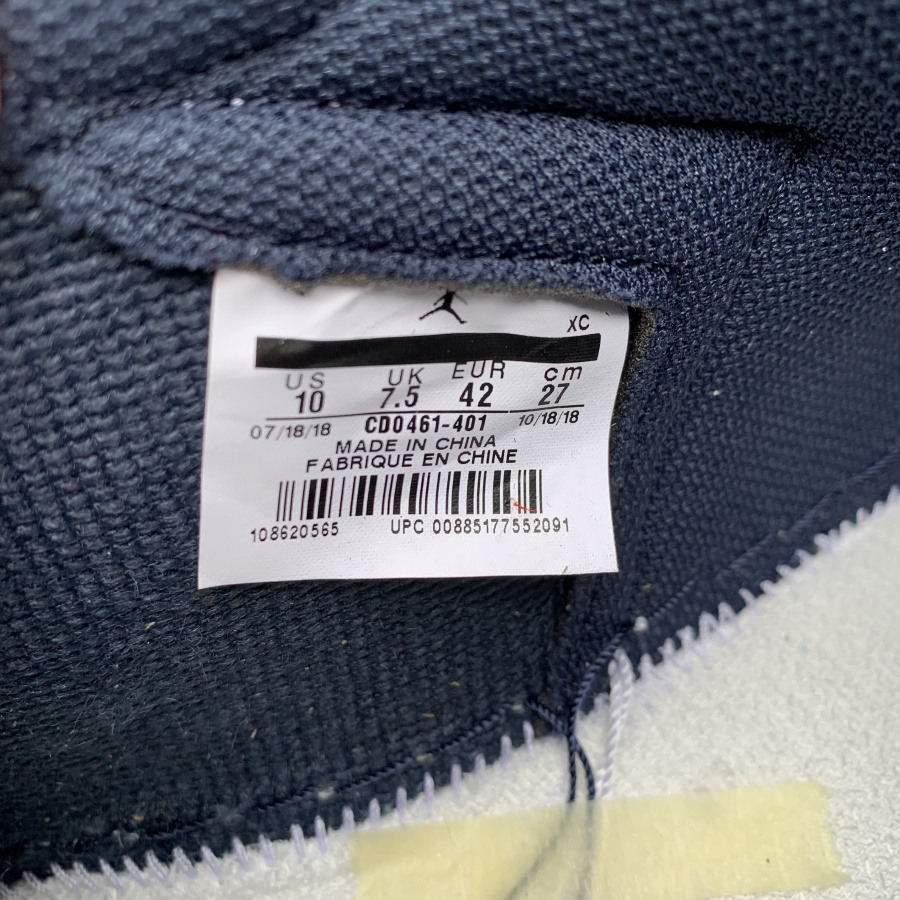 XC
US UK EUR cm
10 7.5 42 27
07/18/18 CD0461-401 10/18/18
MADE IN CHINA
FABRIQUE EN CHINE
108620565 UPC 00885177552091